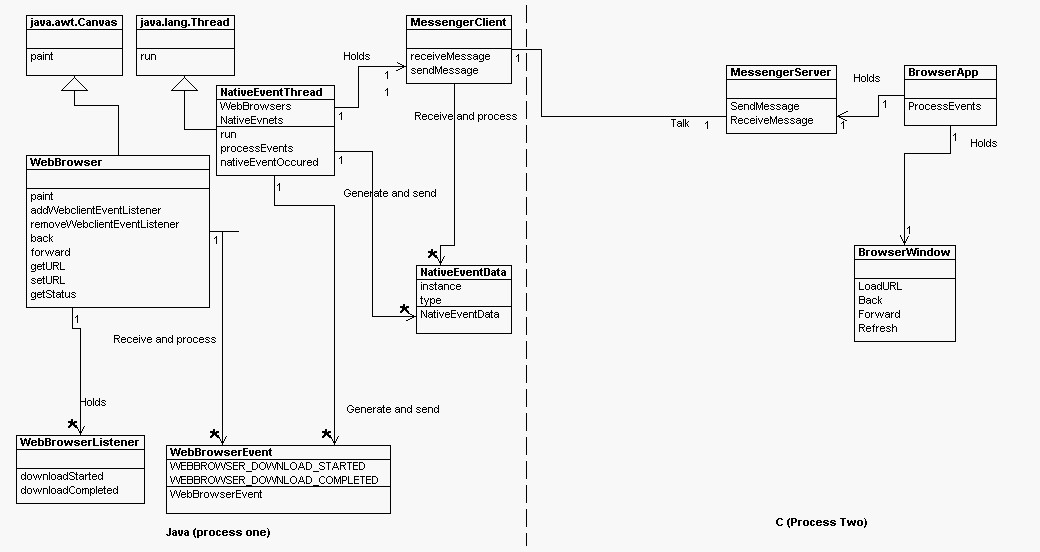 java.awt.Canvas
paint
java.lang.Thread
run
MessengerClient
receiveMessage
sendMessage
Holds
1
1
1
1
NativeEventThread
WebBrowsers
NativeEvnets
run
processEvents
nativeEventOccured
1
1
Receive and process
Generate and send
MessengerServer
SendMessage
ReceiveMessage
Talk
1
Holds
1
1
BrowserApp
ProcessEvents
1
Holds
1
WebBrowser
paint
addWebclientEventListener
removeWebclientEventListener
back
forward
getURL
setURL
getStatus
1
1
*
NativeEventData
instance
type
NativeEventData
*
BrowserWindow
LoadURL
Back
Forward
Refresh
Receive and process
Holds
*
Generate and send
*
*
WebBrowserListener
downloadStarted
downloadCompleted
WebBrowserEvent
WEBBROWSER_DOWNLOAD_STARTED
WEBBROWSER_DOWNLOAD_COMPLETED
WebBrowserEvent
Java (process one)
C (Process Two)